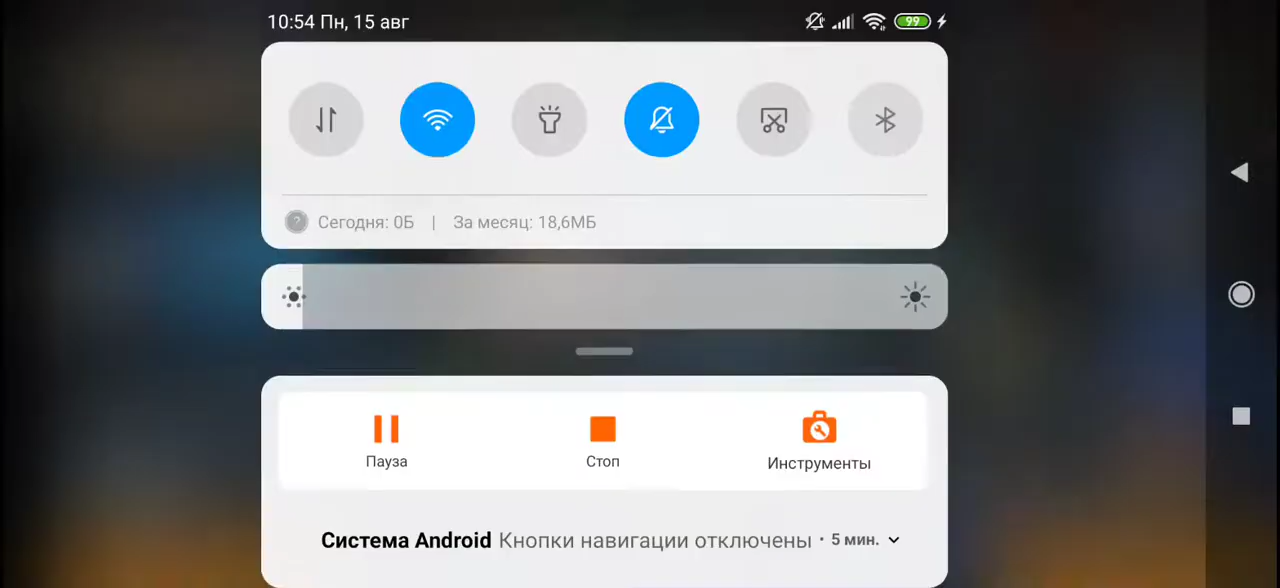 10:54 Пн, 15 авг
99
Сегодня: 0Б | За месяц: 18,6МБ
Пауза
Стоп
Инструменты
Система Android Кнопки навигации отключены · 5 мин.